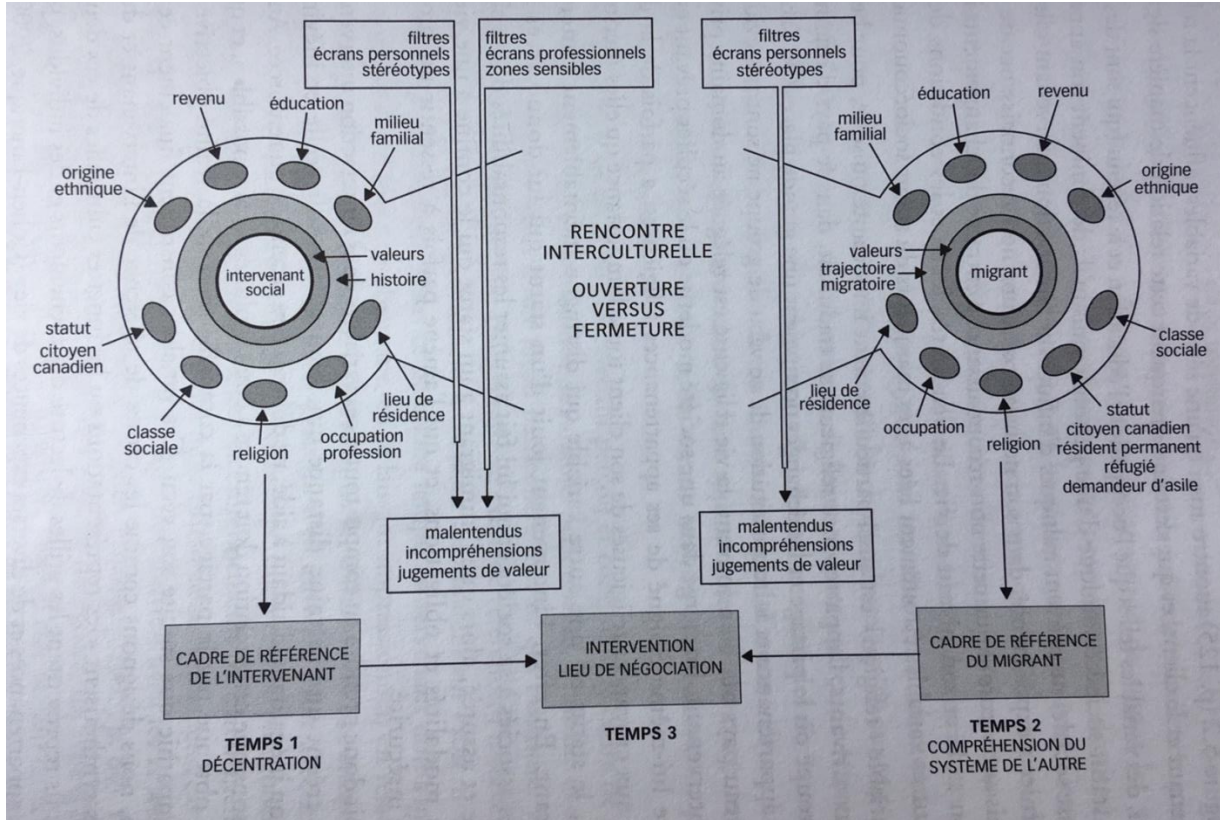 filtres
écrans personnels
stéréotypes
filtres
écrans professionnels
zones sensibles
filtres
écrans personnels
stéréotypes
revenu
éducation
milieu
familial
origine
ethnique
intervenant
social
valeurs
histoire
statut
citoyen
canadien
classe
sociale
religion
occupation
profession
lieu de
résidence
RENCONTRE
INTERCULTURELLE
OUVERTURE
VERSUS
FERMETURE
milieu
familial
éducation
revenu
origine
ethnique
valeurs
trajectoire
migratoire
migrant
lieu de
résidence
occupation
religion
classe
sociale
statut
citoyen canadien
résident permanent
réfugié
demandeur d'asile
malentendus
incompréhensions
jugements de valeur
malentendus
incompréhensions
jugements de valeur
CADRE DE RÉFÉRENCE
DE L'INTERVENANT
INTERVENTION
LIEU DE NÉGOCIATION
CADRE DE RÉFÉRENCE
DU MIGRANT
TEMPS 1
DÉCENTRATION
TEMPS 3
TEMPS 2
COMPRÉHENSION DU
SYSTÈME DE L'AUTRE